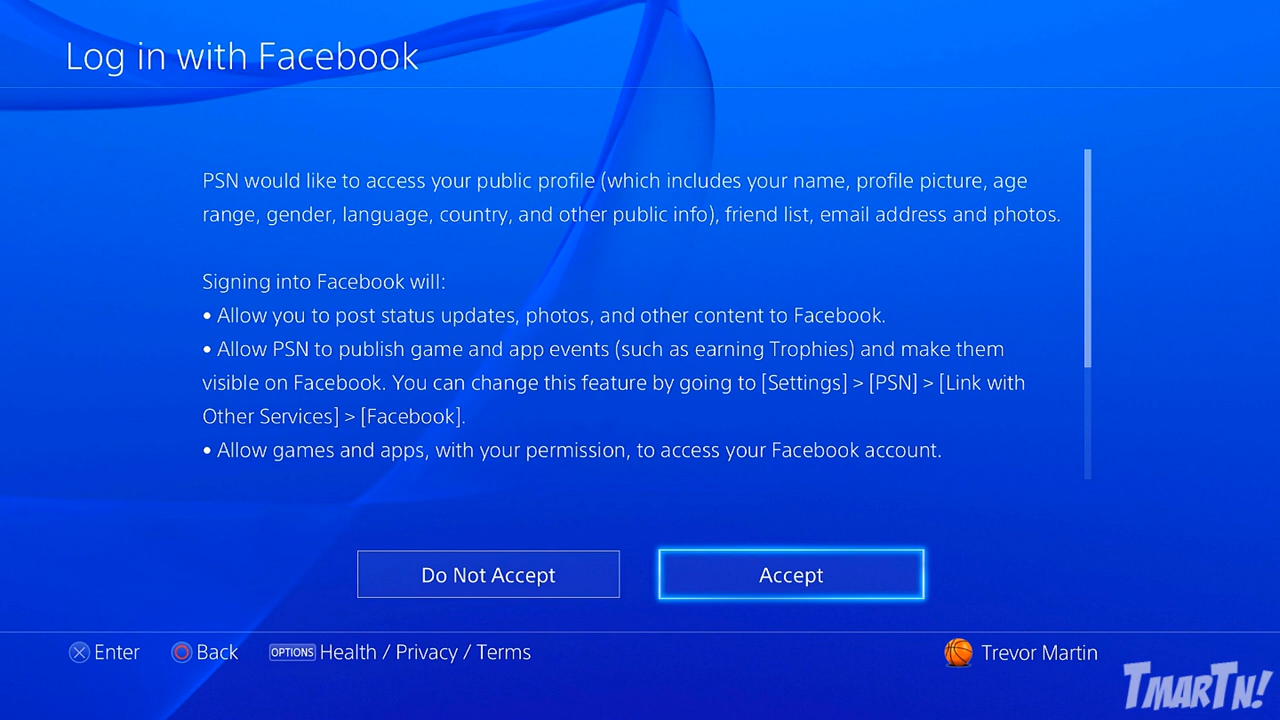 Log in with Facebook
PSN would like to access your public profile (which includes your name, profile picture, age
range, gender, language, country, and other public info), friend list, email address and photos.
Signing into Facebook will:
• Allow you to post status updates, photos, and other content to Facebook.
• Allow PSN to publish game and app events (such as earning Trophies) and make them
visible on Facebook. You can change this feature by going to [Settings] > [PSN] > [Link with
Other Services] > [Facebook].
• Allow games and apps, with your permission, to access your Facebook account.
Do Not Accept
Accept
Enter
Back
OPTIONS Health / Privacy / Terms
Trevor Martin
TmarTn!